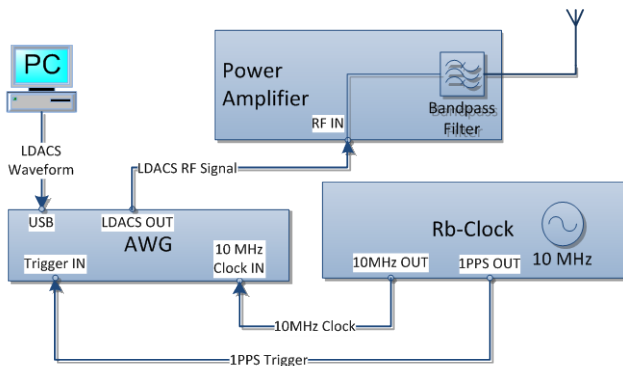 PC
Power
Amplifier
Bandpass
Filter
RF IN
LDACS
Waveform
LDACS RF Signal
USB
LDACS OUT
AWG
Trigger IN
10 MHz
Clock IN
Rb-Clock
10 MHz
10MHz OUT
1PPS OUT
10MHz Clock
1PPS Trigger